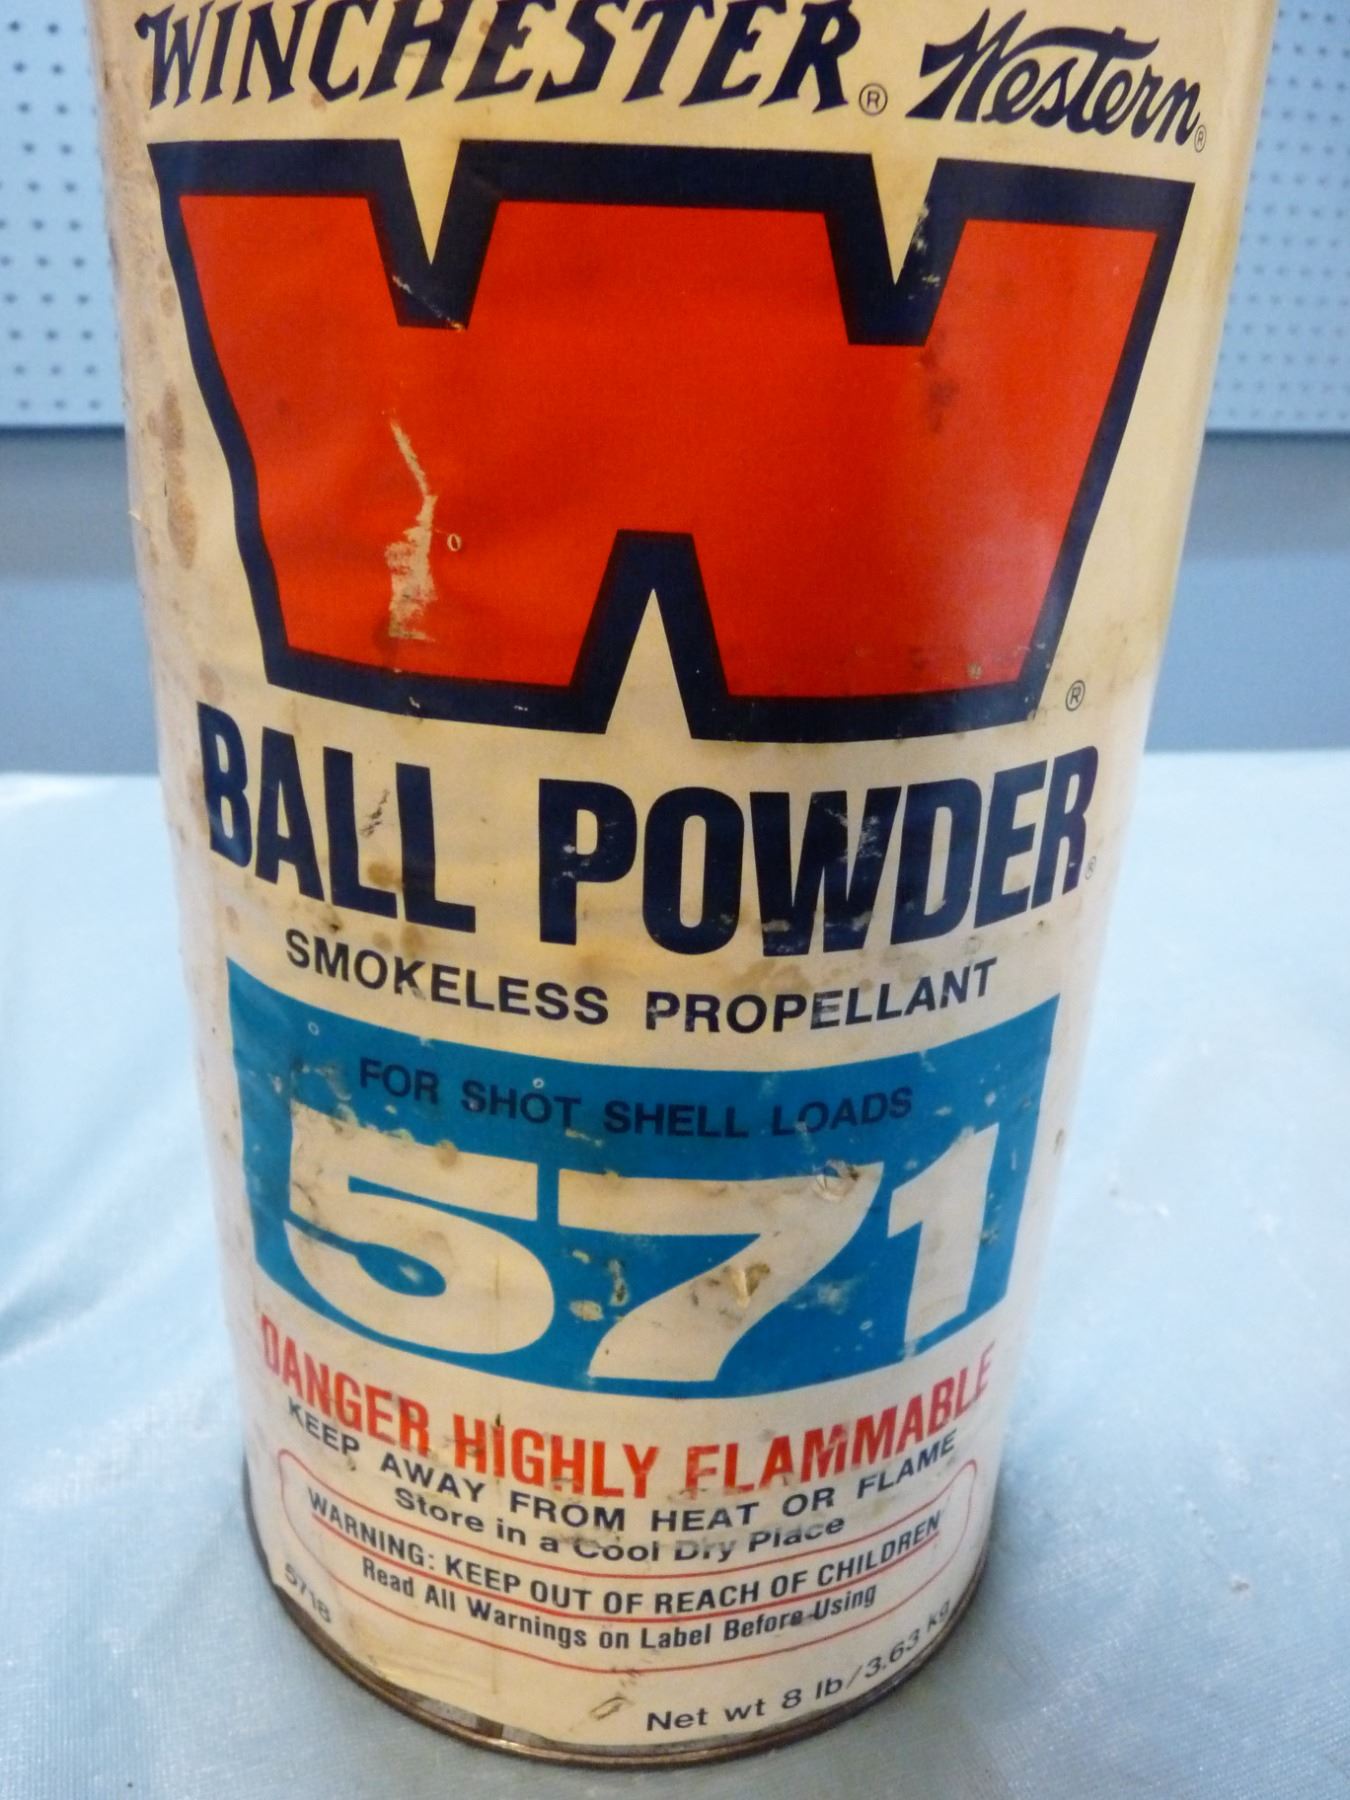 WINCHESTER® Western®
W®
BALL POWDER®
SMOKELESS PROPELLANT
FOR SHOT SHELL LOADS
571
DANGER HIGHLY FLAMMABLE
KEEP AWAY FROM HEAT OR FLAME
Store in a Cool Dry Place
WARNING: KEEP OUT OF REACH OF CHILDREN
Read All Warnings on Label Before Using
571B
Net wt 8 lb/3.63 kg